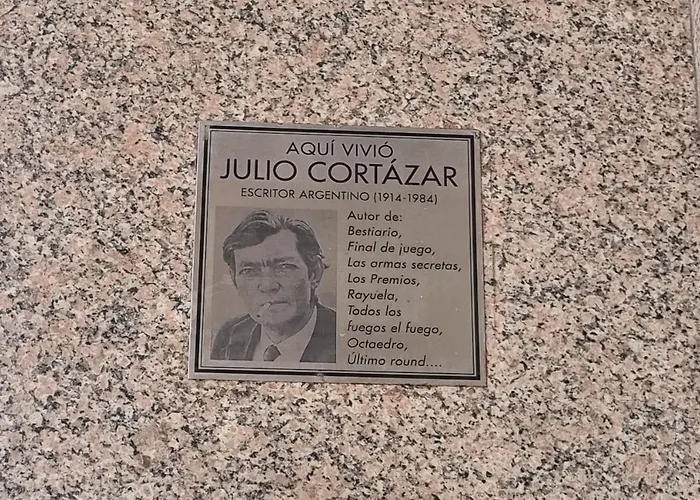 AQUÍ VIVIÓ
JULIO CORTÁZAR
ESCRITOR ARGENTINO (1914-1984)
Autor de:
Bestiario,
Final de juego,
Las armas secretas,
Los Premios,
Rayuela,
Todos los
fuegos el fuego,
Octaedro,
Último round....